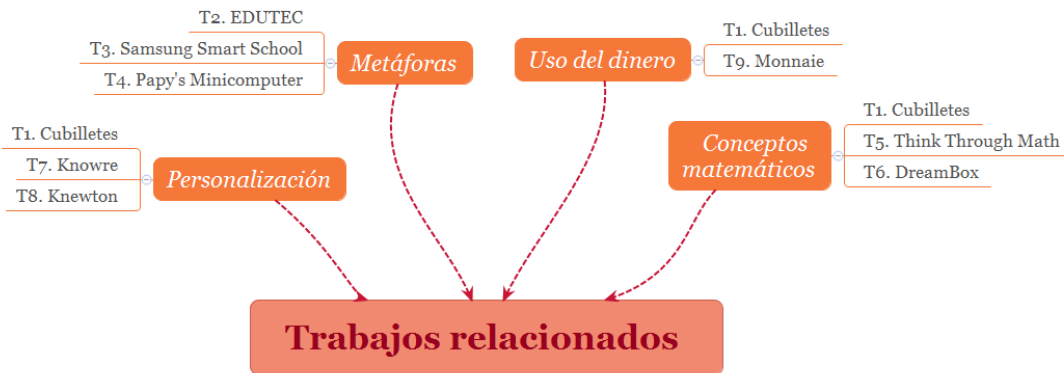 T2. EDUTEC
T3. Samsung Smart School
T4. Papy's Minicomputer
Metáforas
Uso del dinero
T1. Cubilletes
T9. Monnaie
T1. Cubilletes
T7. Knowre
T8. Knewton
Personalización
Conceptos
matemáticos
T1. Cubilletes
T5. Think Through Math
T6. DreamBox
Trabajos relacionados